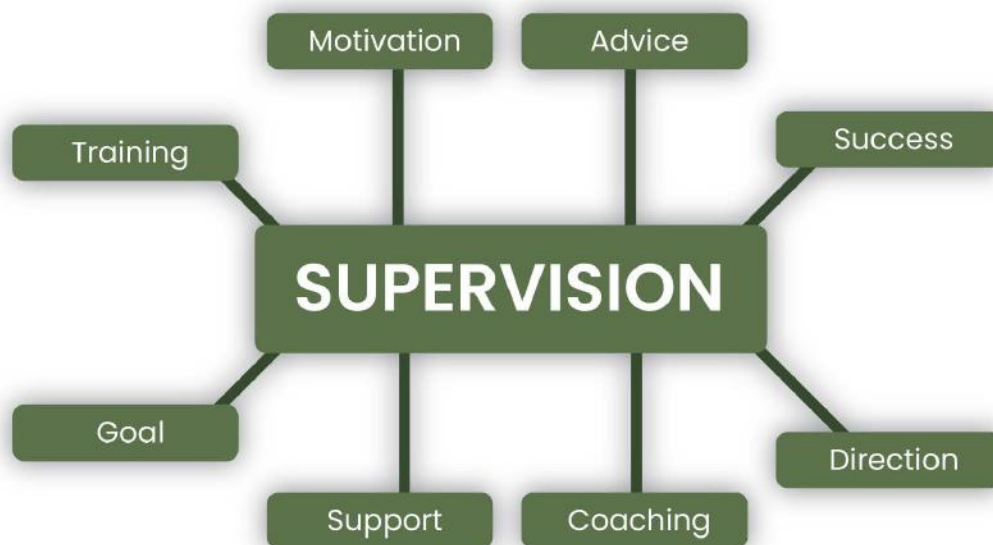 Motivation
Advice
Training
Success
SUPERVISION
Goal
Direction
Support
Coaching